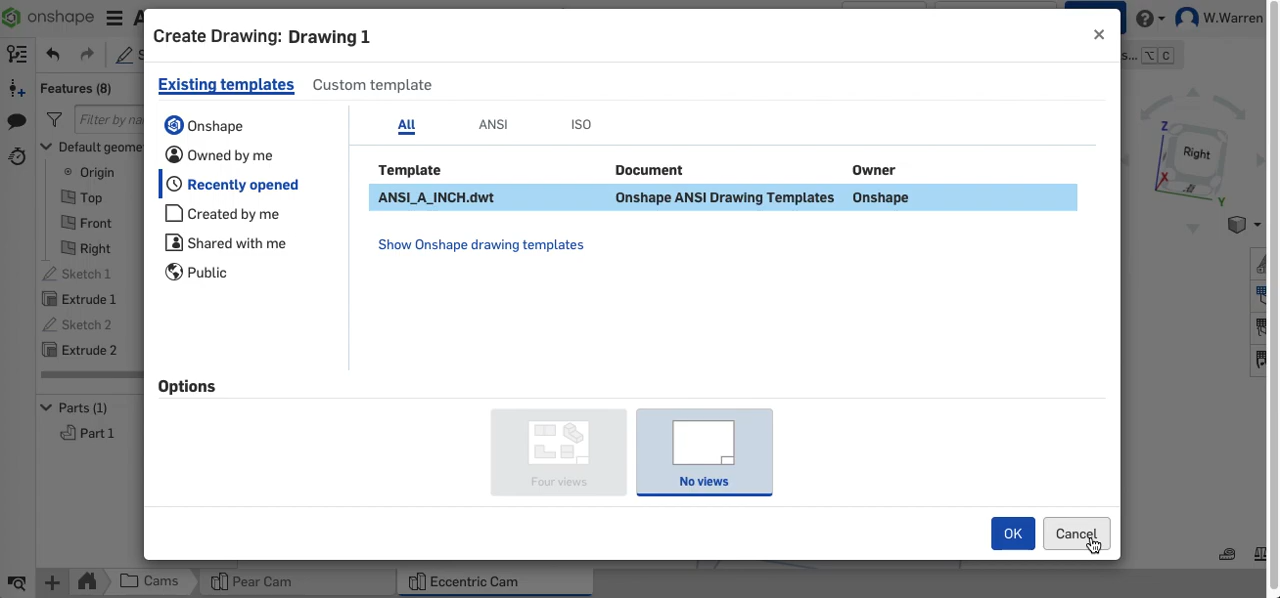 onshape
W.Warren
Create Drawing: Drawing 1
Existing templates
Custom template
Features (8)
Filter by na
Default geome
Origin
Top
Front
Right
Sketch 1
Extrude 1
Sketch 2
Extrude 2
Parts (1)
Part 1
Onshape
Owned by me
Recently opened
Created by me
Shared with me
Public
All
ANSI
ISO
Template Document Owner
ANSI_A_INCH.dwt Onshape ANSI Drawing Templates Onshape
Show Onshape drawing templates
Options
Four views
No views
OK
Cancel
s... ⌥ C
Z
Right
X
Y
Cams
Pear Cam
Eccentric Cam